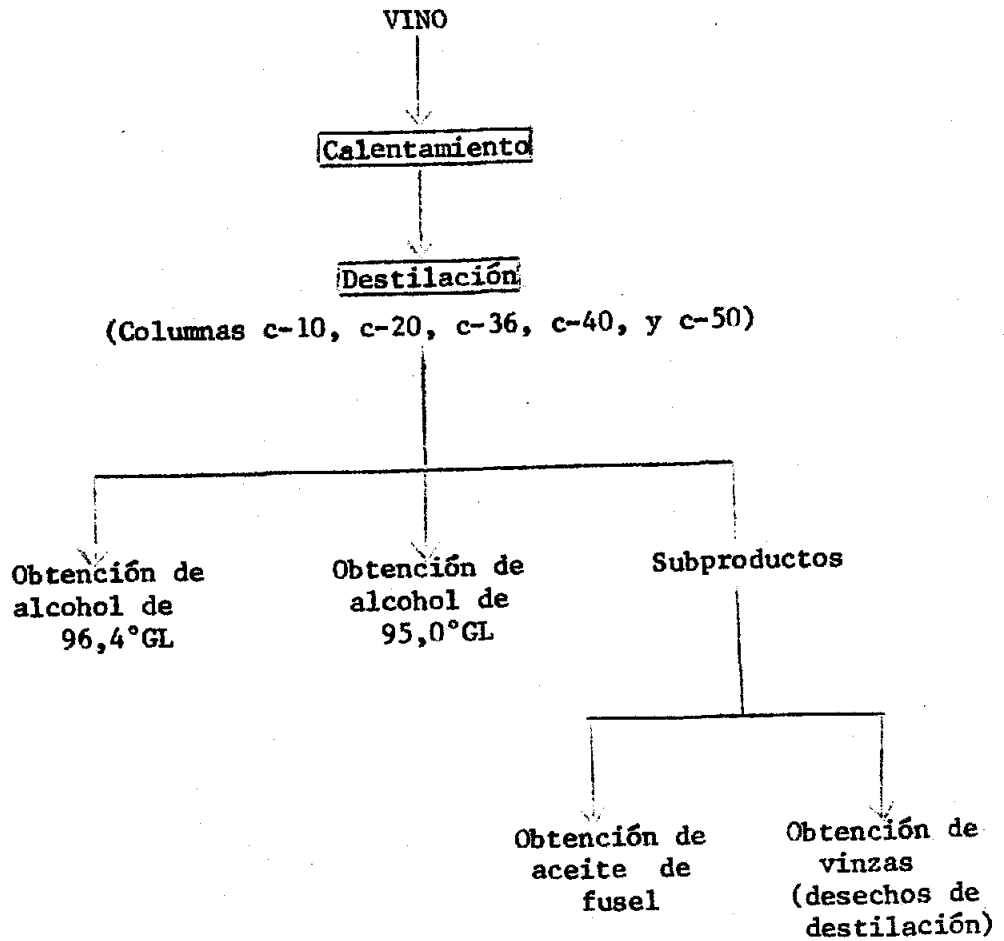 VINO
Calentamiento
Destilación
(Columnas c-10, c-20, c-36, c-40, y c-50)
Obtención de
alcohol de
96,4°GL
Obtención de
alcohol de
95,0°GL
Subproductos
Obtención de
aceite de
fusel
Obtención de
vinzas
(desechos de
destilación)